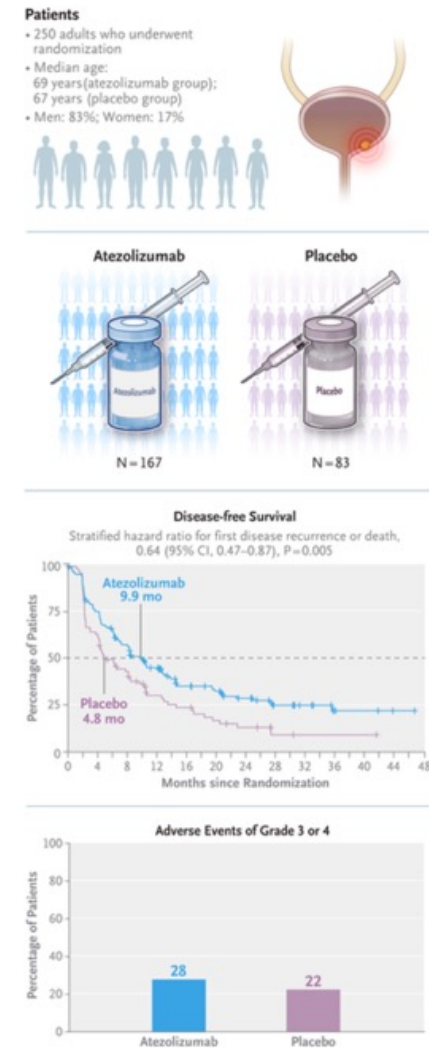 Patients
• 250 adults who underwent
randomization
• Median age:
69 years(atezolizumab group);
67 years (placebo group)
• Men: 83%; Women: 17%
Atezolizumab
Placebo
Atezolizumab
Placebo
N=167
N=83
Disease-free Survival
Stratified hazard ratio for first disease recurrence or death,
0.64 (95% CI, 0.47–0.87), P=0.005
Percentage of Patients
100
75
50
25
0
Atezolizumab
9.9 mo
Placebo
4.8 mo
0 4 8 12 16 20 24 28 32 36 40 44 48
Months since Randomization
Adverse Events of Grade 3 or 4
Percentage of Patients
100
80
60
40
20
0
28
22
Atezolizumab
Placebo